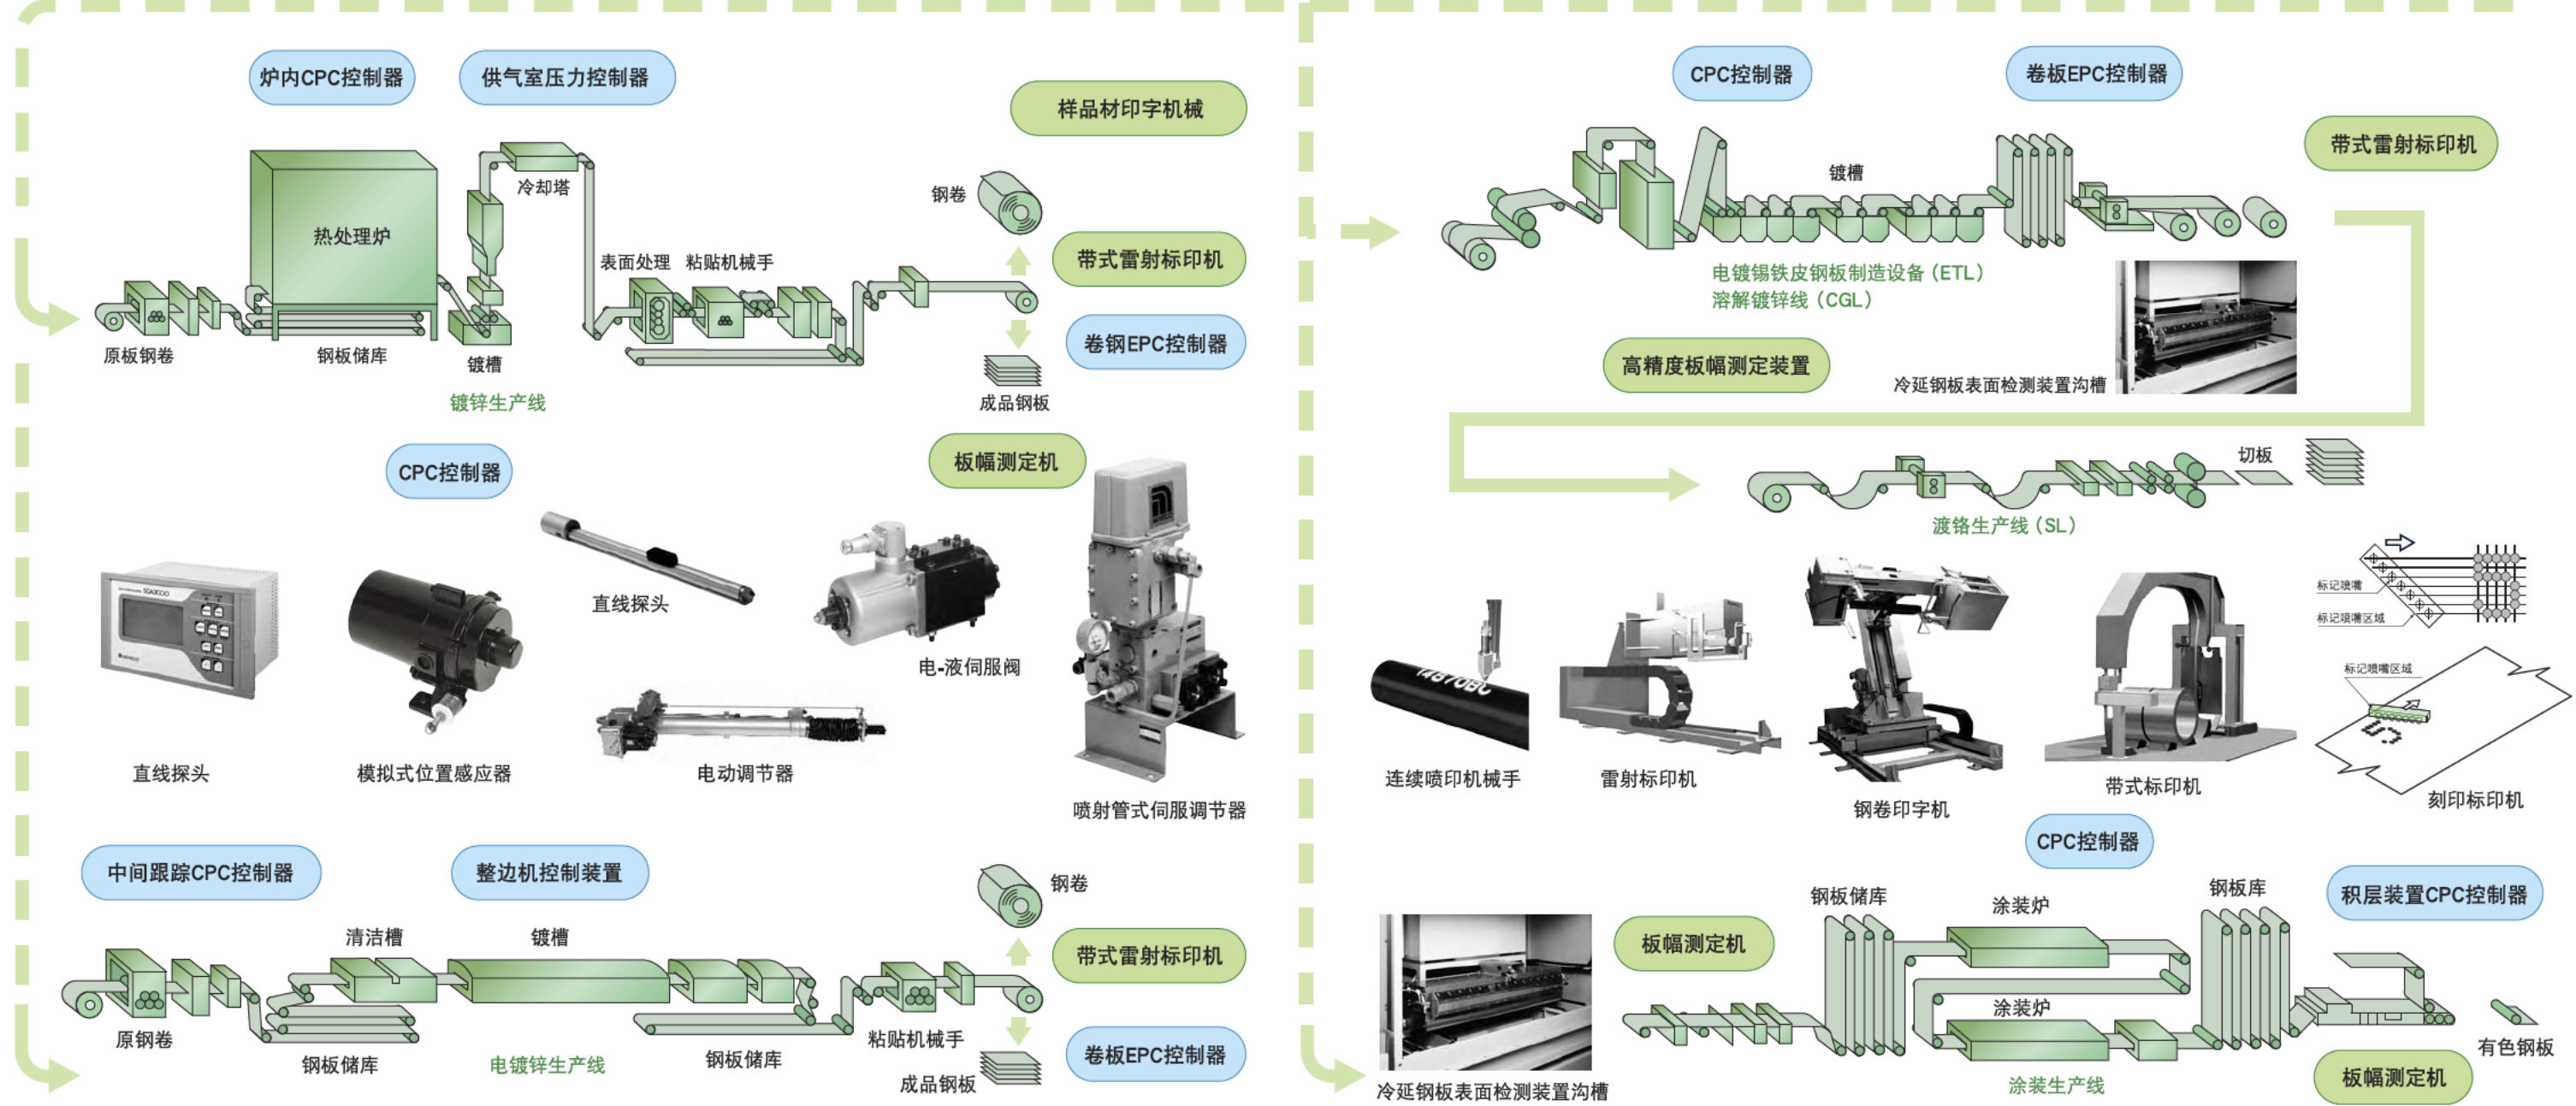 炉内CPC控制器
供气室压力控制器
样品材印字机械
冷却塔
钢卷
热处理炉
表面处理
粘贴机械手
带式雷射标印机
卷钢EPC控制器
原板钢卷
钢板储库
镀槽
镀锌生产线
成品钢板
CPC控制器
板幅测定机
SGA3000
直线探头
直线探头
模拟式位置感应器
电-液伺服阀
电动调节器
喷射管式伺服调节器
中间跟踪CPC控制器
整边机控制装置
钢卷
清洁槽
镀槽
带式雷射标印机
原钢卷
钢板储库
电镀锌生产线
钢板储库
粘贴机械手
成品钢板
卷板EPC控制器
CPC控制器
卷板EPC控制器
带式雷射标印机
镀槽
电镀锡铁皮钢板制造设备（ETL）
溶解镀锌线（CGL）
高精度板幅测定装置
冷延钢板表面检测装置沟槽
切板
渡铬生产线（SL）
标记喷嘴
标记喷嘴区域
标记喷嘴区域
连续喷印机械手
雷射标印机
钢卷印字机
带式标印机
刻印标印机
CPC控制器
钢板储库
涂装炉
钢板库
积层装置CPC控制器
板幅测定机
涂装炉
有色钢板
冷延钢板表面检测装置沟槽
涂装生产线
板幅测定机